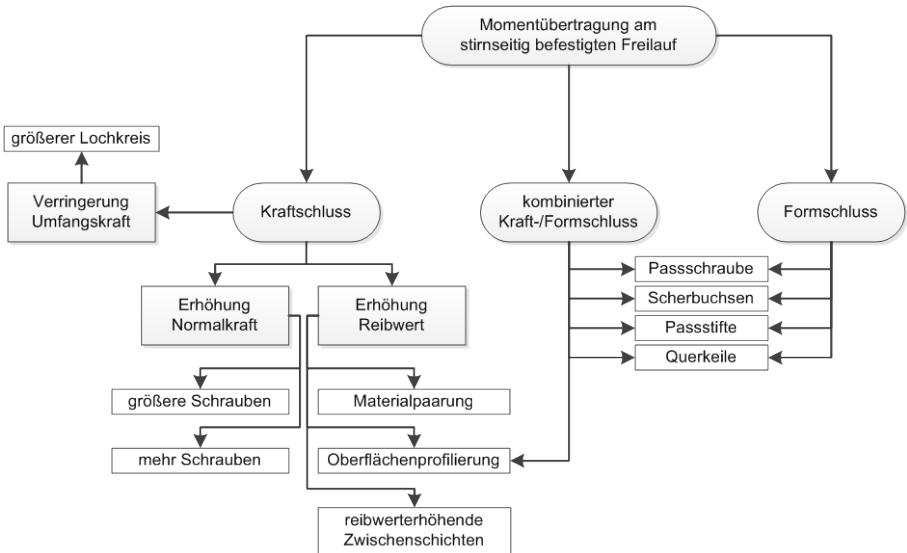 Momentübertragung am
stirnseitig befestigten Freilauf
größerer Lochkreis
Verringerung
Umfangskraft
Kraftschluss
kombinierter
Kraft-/Formschluss
Formschluss
Passschraube
Scherbuchsen
Passstifte
Querkeile
Erhöhung
Normalkraft
Erhöhung
Reibwert
größere Schrauben
Materialpaarung
mehr Schrauben
Oberflächenprofilierung
reibwerterhöhende
Zwischenschichten